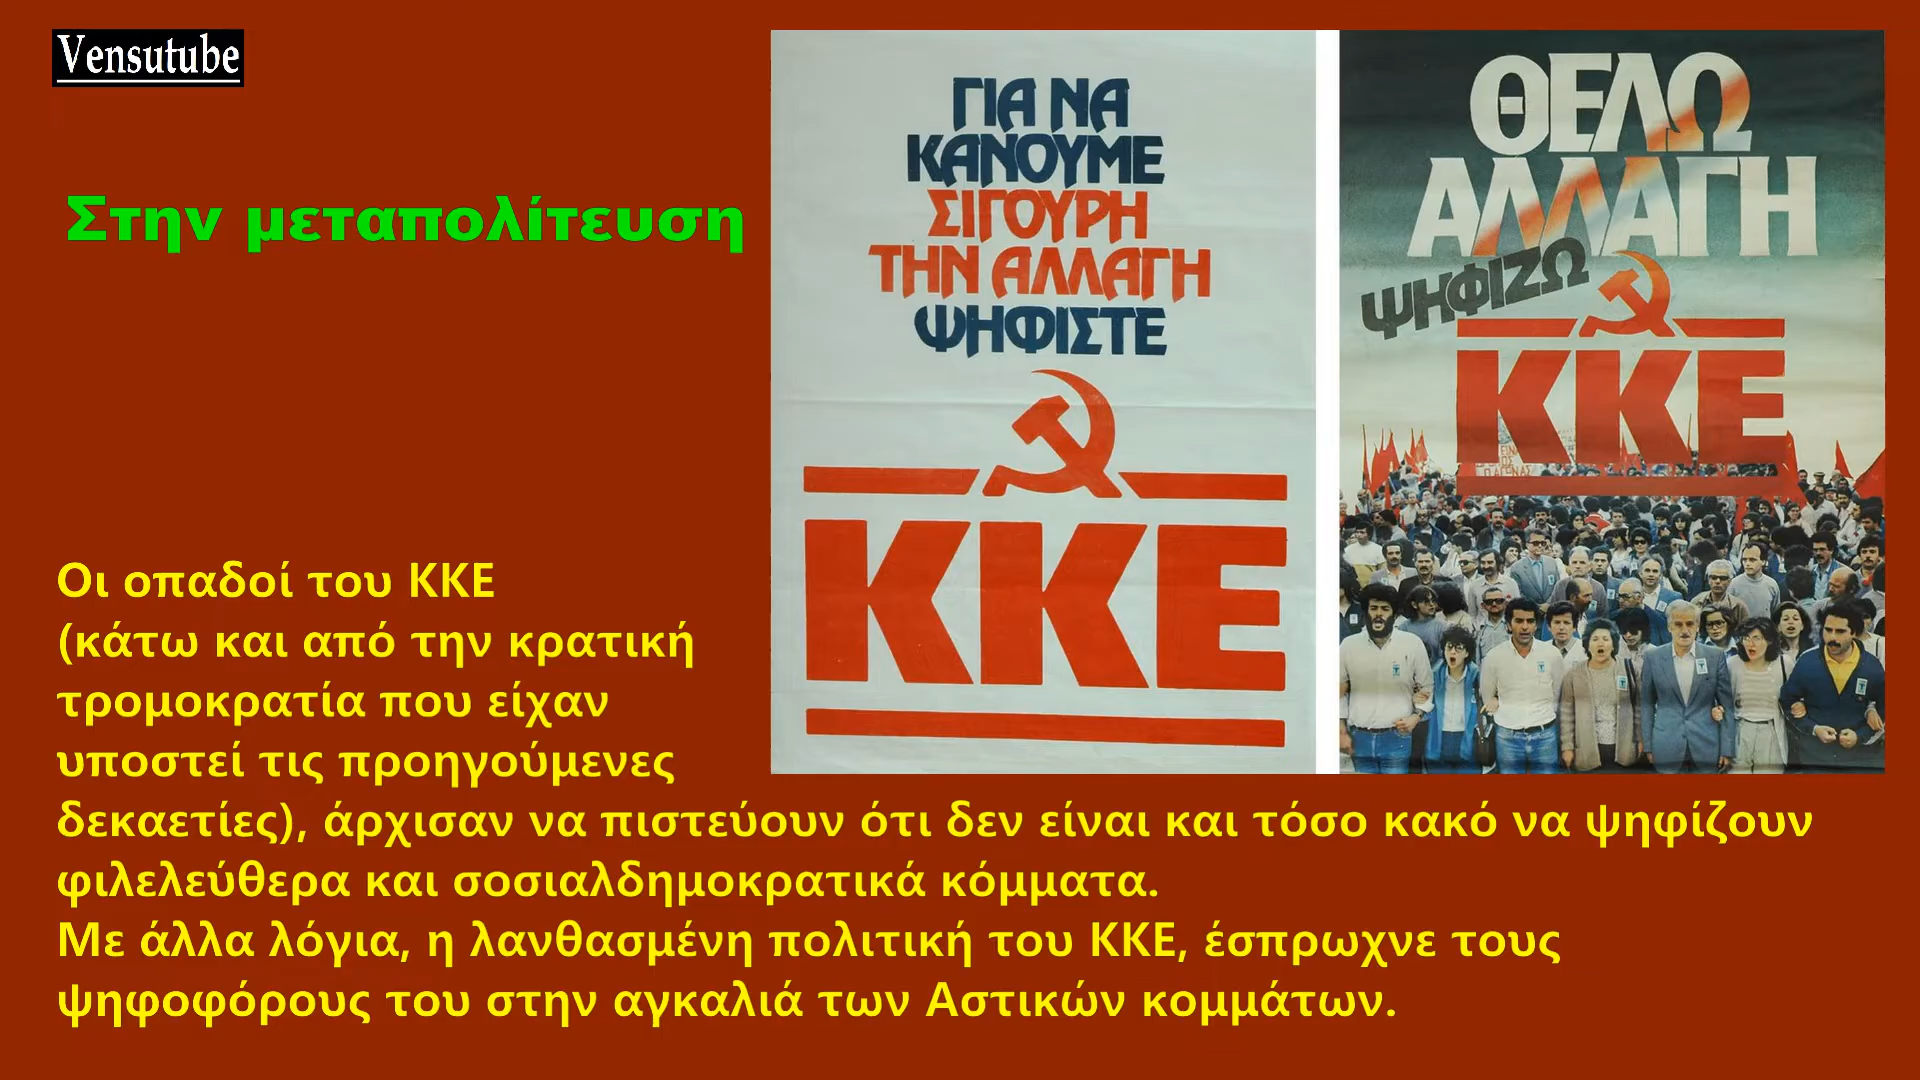 Vensutube
Στην μεταπολίτευση
ΓΙΑ ΝΑ
ΚΑΝΟΥΜΕ
ΣΙΓΟΥΡΗ
ΤΗΝ ΑΛΛΑΓΗ
ΨΗΦΙΣΤΕ
ΚΚΕ
ΘΕΛΩ
ΑΛΛΑΓΗ
ΨΗΦΙΖΩ
ΚΚΕ
Οι οπαδοί του ΚΚΕ
(κάτω και από την κρατική
τρομοκρατία που είχαν
υποστεί τις προηγούμενες
δεκαετίες), άρχισαν να πιστεύουν ότι δεν είναι και τόσο κακό να ψηφίζουν
φιλελεύθερα και σοσιαλδημοκρατικά κόμματα.
Με άλλα λόγια, η λανθασμένη πολιτική του ΚΚΕ, έσπρωχνε τους
ψηφοφόρους του στην αγκαλιά των Αστικών κομμάτων.